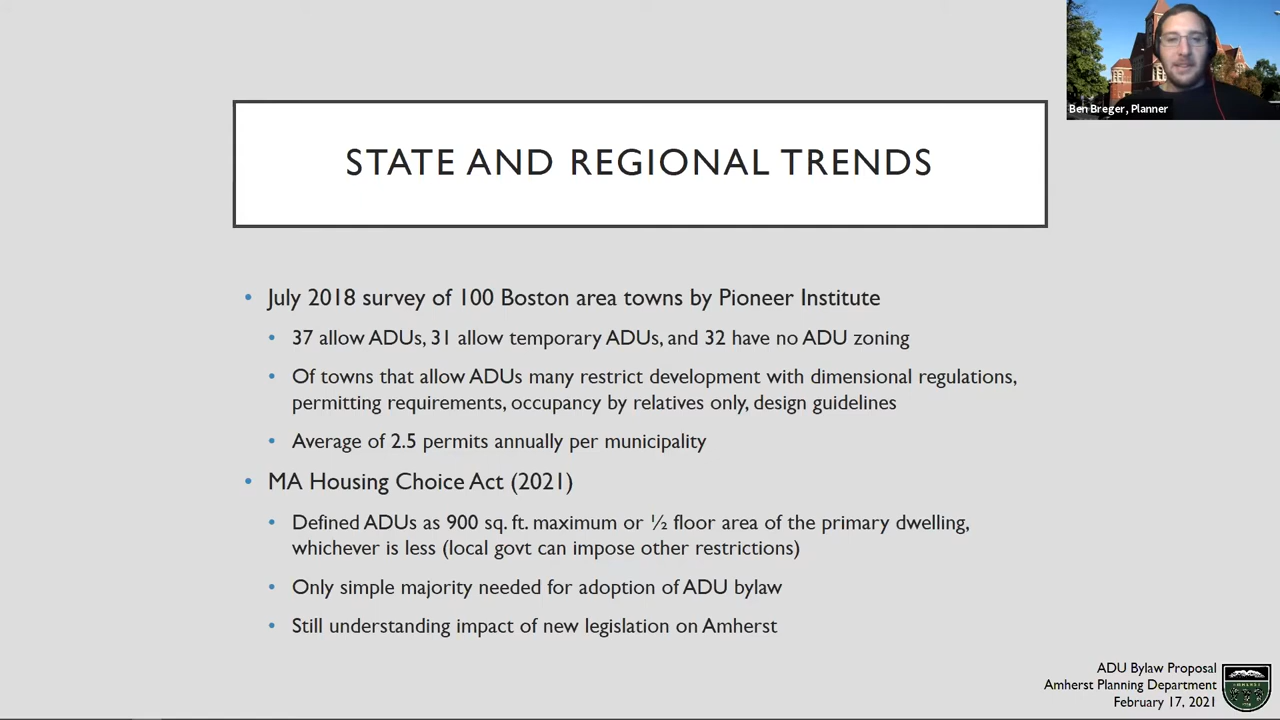 Ben Breger, Planner
STATE AND REGIONAL TRENDS
• July 2018 survey of 100 Boston area towns by Pioneer Institute
• 37 allow ADUs, 31 allow temporary ADUs, and 32 have no ADU zoning
• Of towns that allow ADUs many restrict development with dimensional regulations,
permitting requirements, occupancy by relatives only, design guidelines
• Average of 2.5 permits annually per municipality
• MA Housing Choice Act (2021)
• Defined ADUs as 900 sq. ft. maximum or ½ floor area of the primary dwelling,
whichever is less (local govt can impose other restrictions)
• Only simple majority needed for adoption of ADU bylaw
• Still understanding impact of new legislation on Amherst
ADU Bylaw Proposal
Amherst Planning Department
February 17, 2021
AMHERST